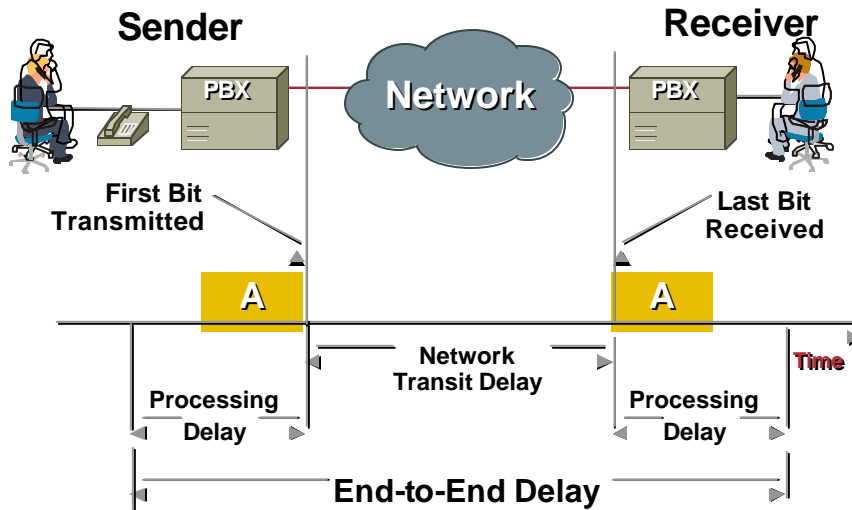 Sender
Receiver
PBX
Network
PBX
First Bit
Transmitted
Last Bit
Received
A
A
Network
Transit Delay
Time
Processing
Delay
Processing
Delay
End-to-End Delay